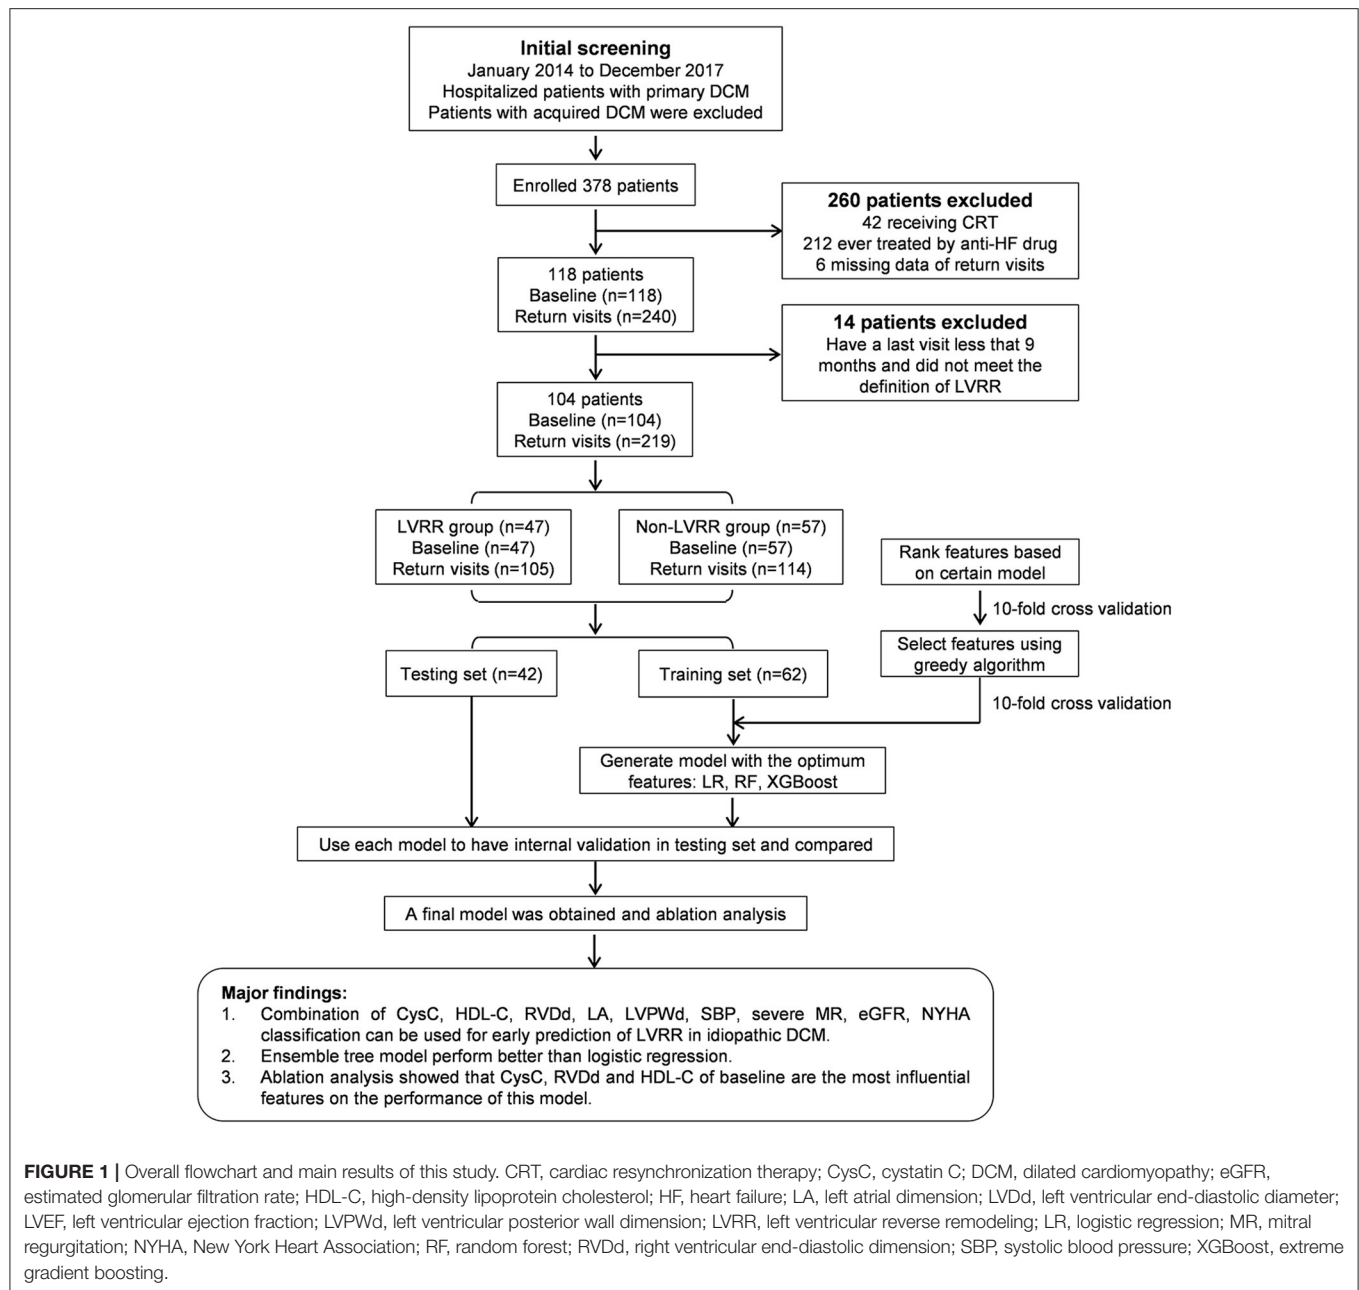 Initial screening
January 2014 to December 2017
Hospitalized patients with primary DCM
Patients with acquired DCM were excluded
Enrolled 378 patients
260 patients excluded
42 receiving CRT
212 ever treated by anti-HF drug
6 missing data of return visits
118 patients
Baseline (n=118)
Return visits (n=240)
14 patients excluded
Have a last visit less that 9
months and did not meet the
definition of LVRR
104 patients
Baseline (n=104)
Return visits (n=219)
LVRR group (n=47)
Baseline (n=47)
Return visits (n=105)
Non-LVRR group (n=57)
Baseline (n=57)
Return visits (n=114)
Rank features based
on certain model
10-fold cross validation
Select features using
greedy algorithm
10-fold cross validation
Testing set (n=42)
Training set (n=62)
Generate model with the optimum
features: LR, RF, XGBoost
Use each model to have internal validation in testing set and compared
A final model was obtained and ablation analysis
Major findings:
1. Combination of CysC, HDL-C, RVDd, LA, LVPWd, SBP, severe MR, eGFR, NYHA
classification can be used for early prediction of LVRR in idiopathic DCM.
2. Ensemble tree model perform better than logistic regression.
3. Ablation analysis showed that CysC, RVDd and HDL-C of baseline are the most influential
features on the performance of this model.
FIGURE 1 | Overall flowchart and main results of this study. CRT, cardiac resynchronization therapy; CysC, cystatin C; DCM, dilated cardiomyopathy; eGFR,
estimated glomerular filtration rate; HDL-C, high-density lipoprotein cholesterol; HF, heart failure; LA, left atrial dimension; LVDd, left ventricular end-diastolic diameter;
LVEF, left ventricular ejection fraction; LVPWd, left ventricular posterior wall dimension; LVRR, left ventricular reverse remodeling; LR, logistic regression; MR, mitral
regurgitation; NYHA, New York Heart Association; RF, random forest; RVDd, right ventricular end-diastolic dimension; SBP, systolic blood pressure; XGBoost, extreme
gradient boosting.